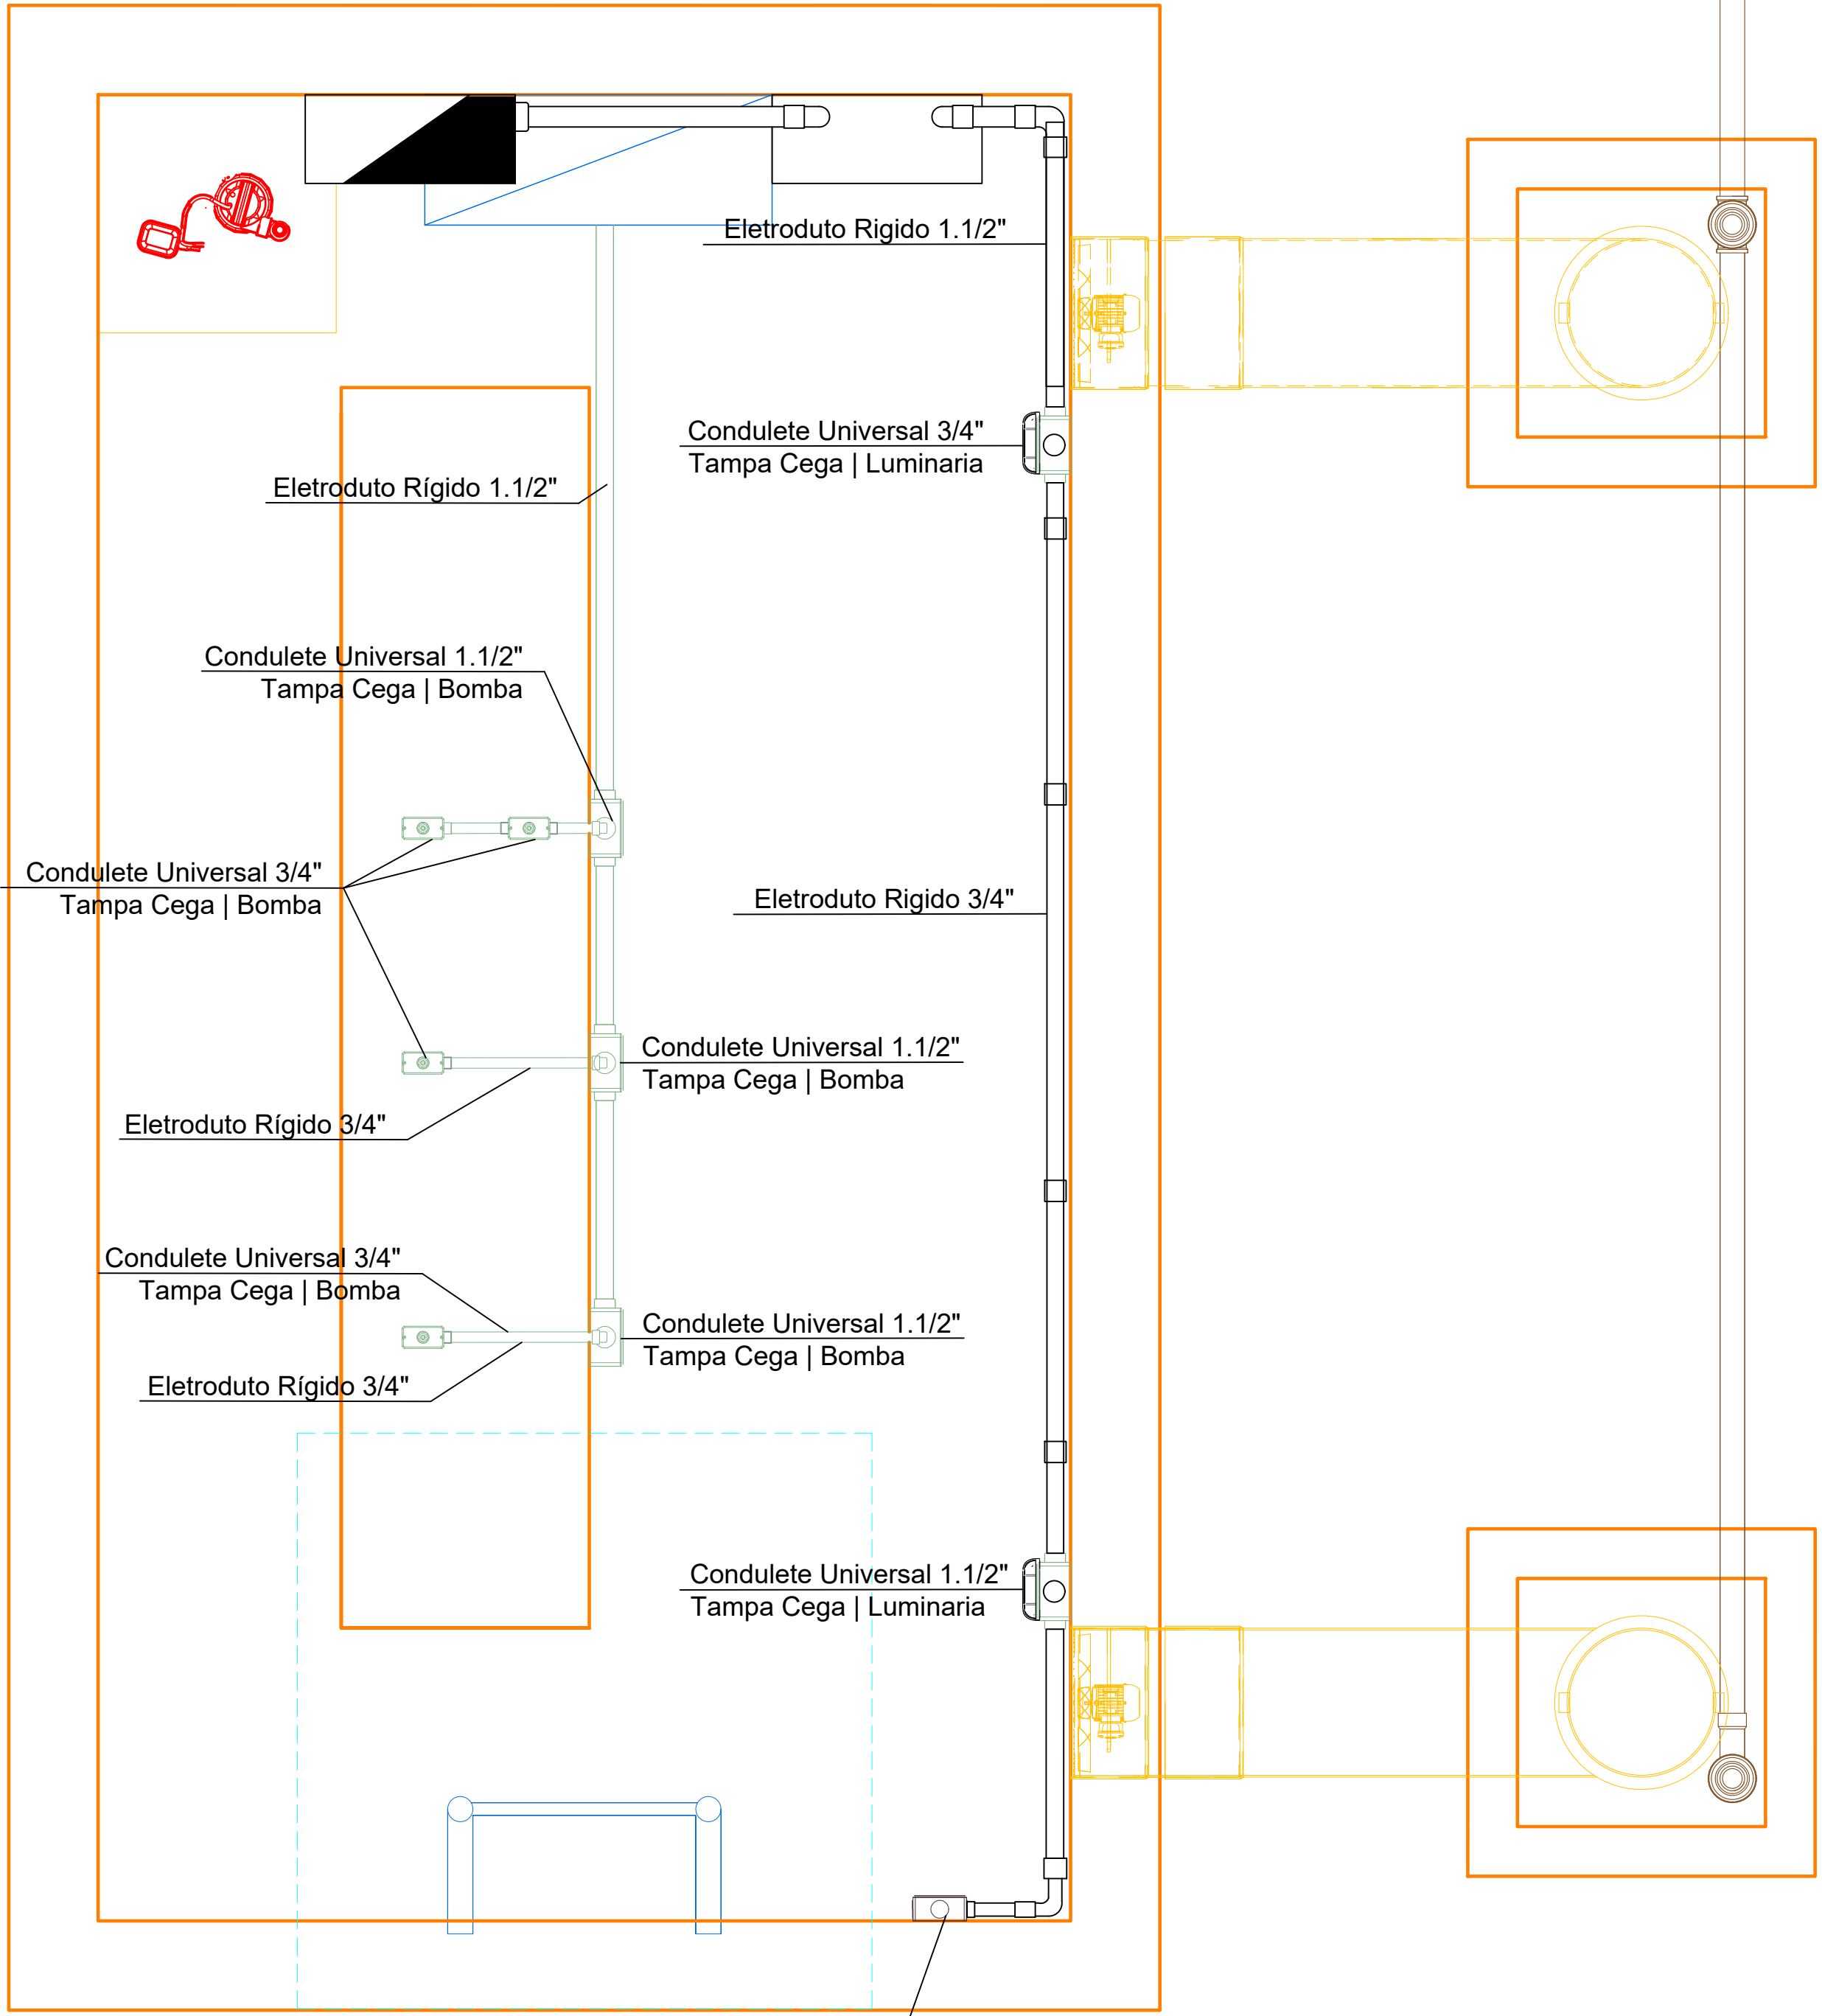 Eletroduto Rigido 1.1/2"
Condulete Universal 3/4"
Tampa Cega | Luminaria
Eletroduto Rígido 1.1/2"
Condulete Universal 1.1/2"
Tampa Cega | Bomba
Condulete Universal 3/4"
Tampa Cega | Bomba
Eletroduto Rigido 3/4"
Condulete Universal 1.1/2"
Tampa Cega | Bomba
Eletroduto Rígido 3/4"
Condulete Universal 3/4"
Tampa Cega | Bomba
Condulete Universal 1.1/2"
Tampa Cega | Bomba
Eletroduto Rígido 3/4"
Condulete Universal 1.1/2"
Tampa Cega | Luminaria